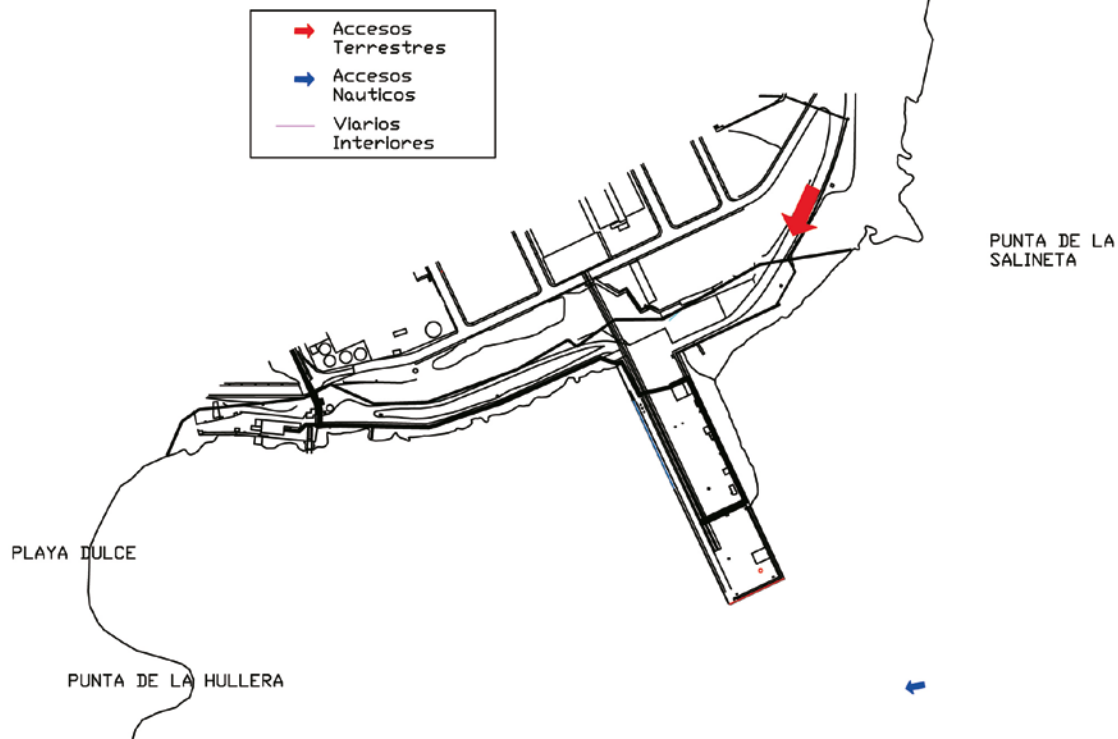 Accesos
Terrestres
Accesos
Nauticos
Viarios
Interiores
PUNTA DE LA
SALINETA
PLAYA DULCE
PUNTA DE LA HULLERA